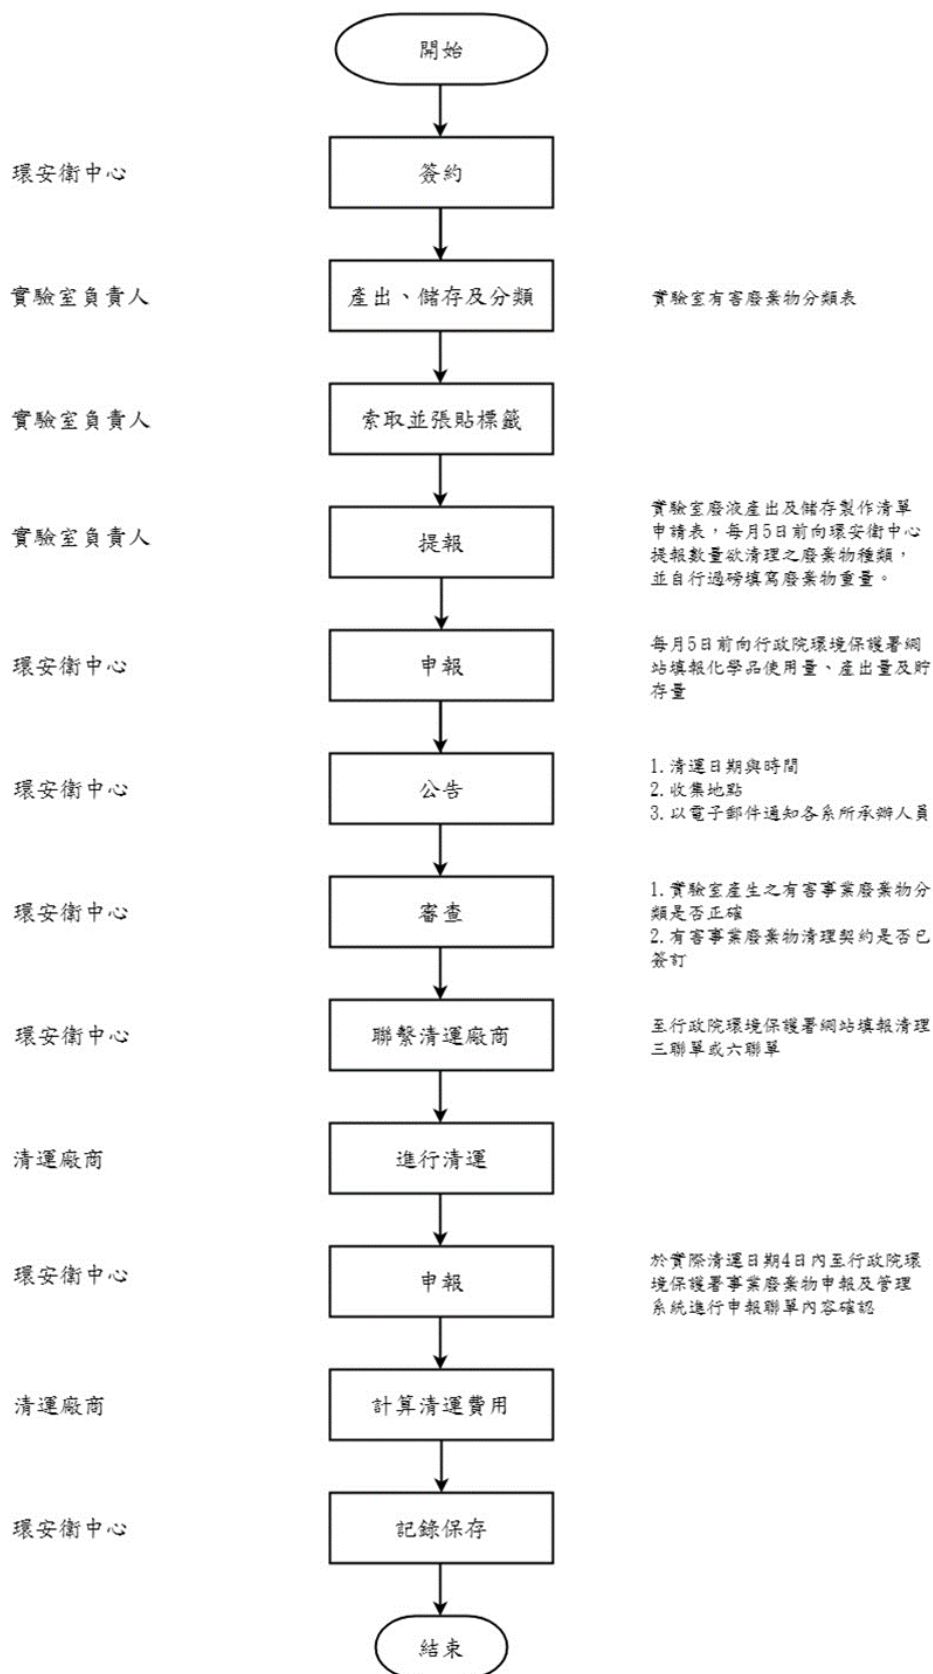 開始
環安衛中心
簽約
實驗室負責人
產出、儲存及分類
實驗室有害廢棄物分類表
實驗室負責人
索取並張貼標籤
實驗室負責人
提報
實驗室廢液產出及儲存製作清單
申請表，每月5日前向環安衛中心
提報數量欲清理之廢棄物種類，
並自行過磅填寫廢棄物重量。
環安衛中心
申報
每月5日前向行政院環境保護署網
站填報化學品使用量、產出量及貯
存量
環安衛中心
公告
1.清運日期與時間
2.收集地點
3.以電子郵件通知各系所承辦人員
環安衛中心
審查
1.實驗室產生之有害事業廢棄物分
類是否正確
2.有害事業廢棄物清理契約是否已
簽訂
環安衛中心
聯繫清運廠商
至行政院環境保護署網站填報清理
三聯單或六聯單
清運廠商
進行清運
環安衛中心
申報
於實際清運日期4日內至行政院環
境保護署事業廢棄物申報及管理
系統進行申報聯單內容確認
清運廠商
計算清運費用
環安衛中心
記錄保存
結束